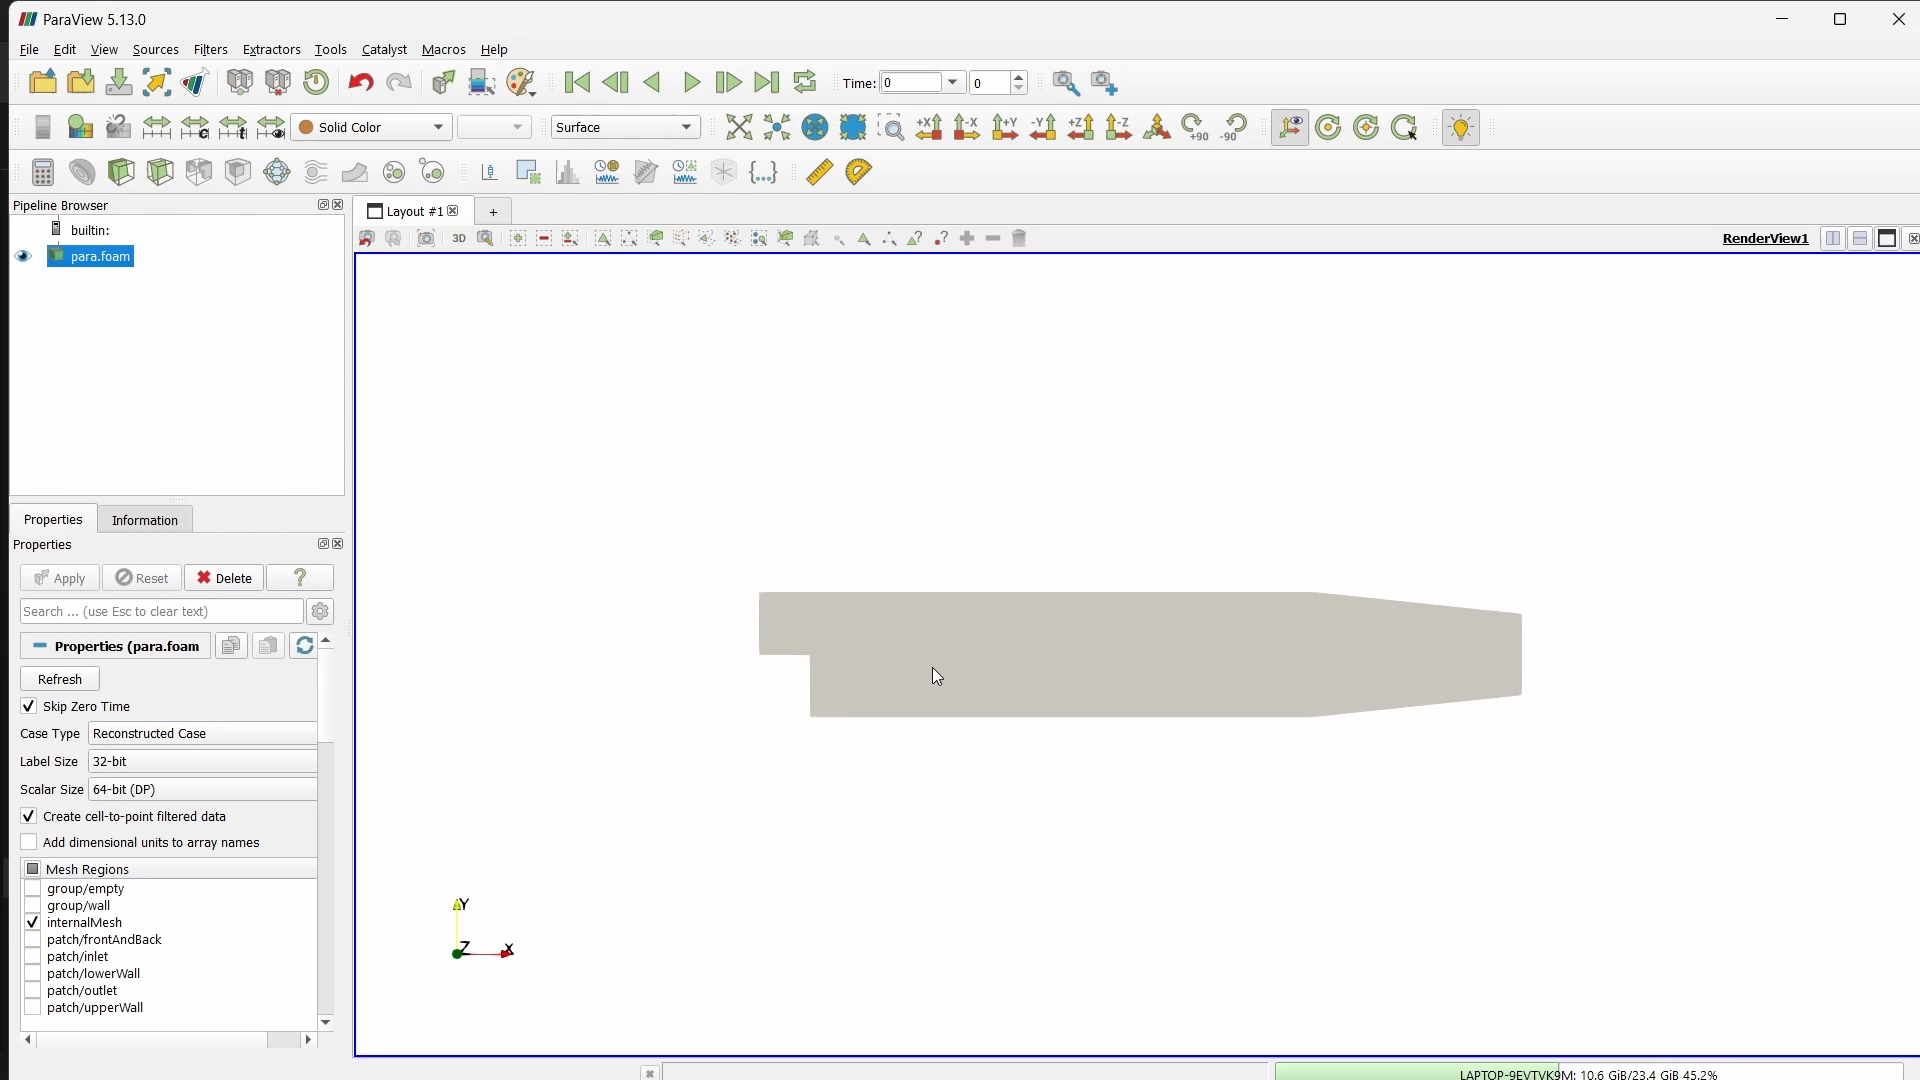 ParaView 5.13.0
File Edit View Sources Filters Extractors Tools Catalyst Macros Help
Time: 0 0
Solid Color Surface +X -X +Y -Y +Z -Z +90 -90
Pipeline Browser
Layout #1 +
builtin:
3D
RenderView1
para.foam
Properties Information
Properties
Apply Reset Delete ?
Search ... (use Esc to clear text)
Properties (para.foam
Refresh
Skip Zero Time
Case Type Reconstructed Case
Label Size 32-bit
Scalar Size 64-bit (DP)
Create cell-to-point filtered data
Add dimensional units to array names
Mesh Regions
group/empty
group/wall
internalMesh
patch/frontAndBack
patch/inlet
patch/lowerWall
patch/outlet
patch/upperWall
Y
Z X
LAPTOP-9EVTVK9M: 10.6 GiB/23.4 GiB 45.2%